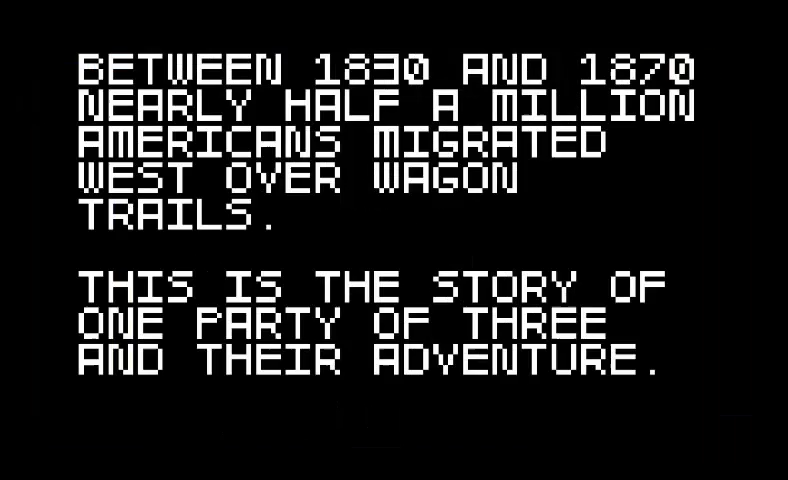 BETWEEN 1830 AND 1870
NEARLY HALF A MILLION
AMERICANS MIGRATED
WEST OVER WAGON
TRAILS.
THIS IS THE STORY OF
ONE PARTY OF THREE
AND THEIR ADVENTURE.